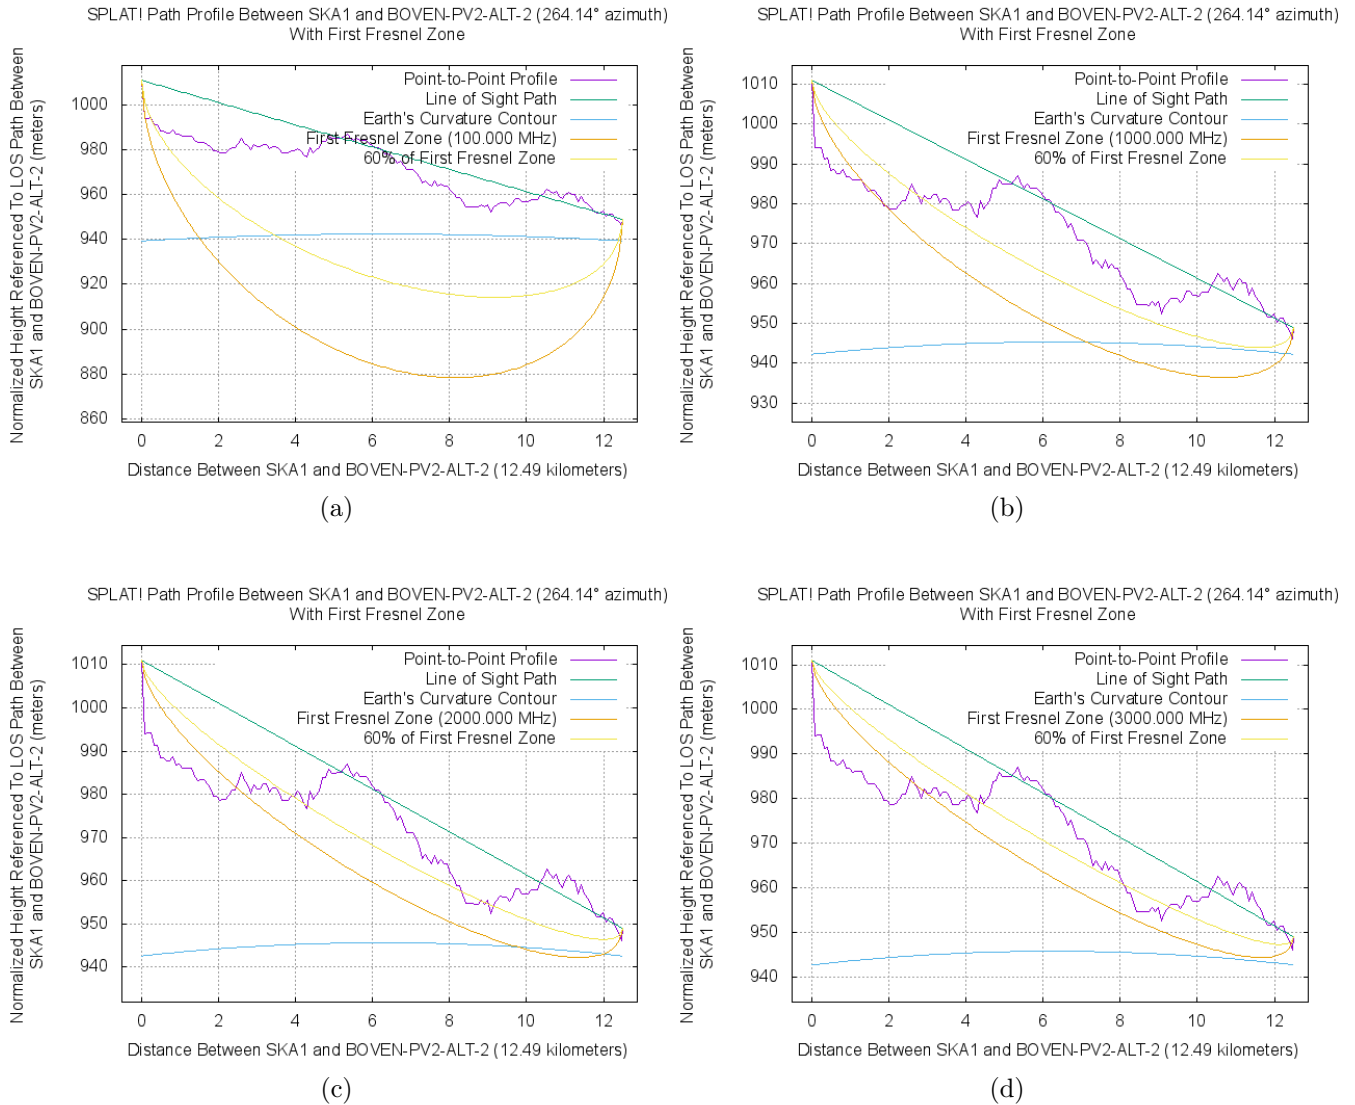 SPLAT! Path Profile Between SKA1 and BOVEN-PV2-ALT-2 (264.14° azimuth)
With First Fresnel Zone
Normalized Height Referenced To LOS Path Between
SKA1 and BOVEN-PV2-ALT-2 (meters)
Point-to-Point Profile
Line of Sight Path
Earth's Curvature Contour
First Fresnel Zone (100.000 MHz)
60% of First Fresnel Zone
1000
980
960
940
920
900
880
860
0 2 4 6 8 10 12
Distance Between SKA1 and BOVEN-PV2-ALT-2 (12.49 kilometers)
(a)
SPLAT! Path Profile Between SKA1 and BOVEN-PV2-ALT-2 (264.14° azimuth)
With First Fresnel Zone
Normalized Height Referenced To LOS Path Between
SKA1 and BOVEN-PV2-ALT-2 (meters)
Point-to-Point Profile
Line of Sight Path
Earth's Curvature Contour
First Fresnel Zone (1000.000 MHz)
60% of First Fresnel Zone
1010
1000
990
980
970
960
950
940
930
0 2 4 6 8 10 12
Distance Between SKA1 and BOVEN-PV2-ALT-2 (12.49 kilometers)
(b)
SPLAT! Path Profile Between SKA1 and BOVEN-PV2-ALT-2 (264.14° azimuth)
With First Fresnel Zone
Normalized Height Referenced To LOS Path Between
SKA1 and BOVEN-PV2-ALT-2 (meters)
Point-to-Point Profile
Line of Sight Path
Earth's Curvature Contour
First Fresnel Zone (2000.000 MHz)
60% of First Fresnel Zone
1010
1000
990
980
970
960
950
940
0 2 4 6 8 10 12
Distance Between SKA1 and BOVEN-PV2-ALT-2 (12.49 kilometers)
(c)
SPLAT! Path Profile Between SKA1 and BOVEN-PV2-ALT-2 (264.14° azimuth)
With First Fresnel Zone
Normalized Height Referenced To LOS Path Between
SKA1 and BOVEN-PV2-ALT-2 (meters)
Point-to-Point Profile
Line of Sight Path
Earth's Curvature Contour
First Fresnel Zone (3000.000 MHz)
60% of First Fresnel Zone
1010
1000
990
980
970
960
950
940
0 2 4 6 8 10 12
Distance Between SKA1 and BOVEN-PV2-ALT-2 (12.49 kilometers)
(d)